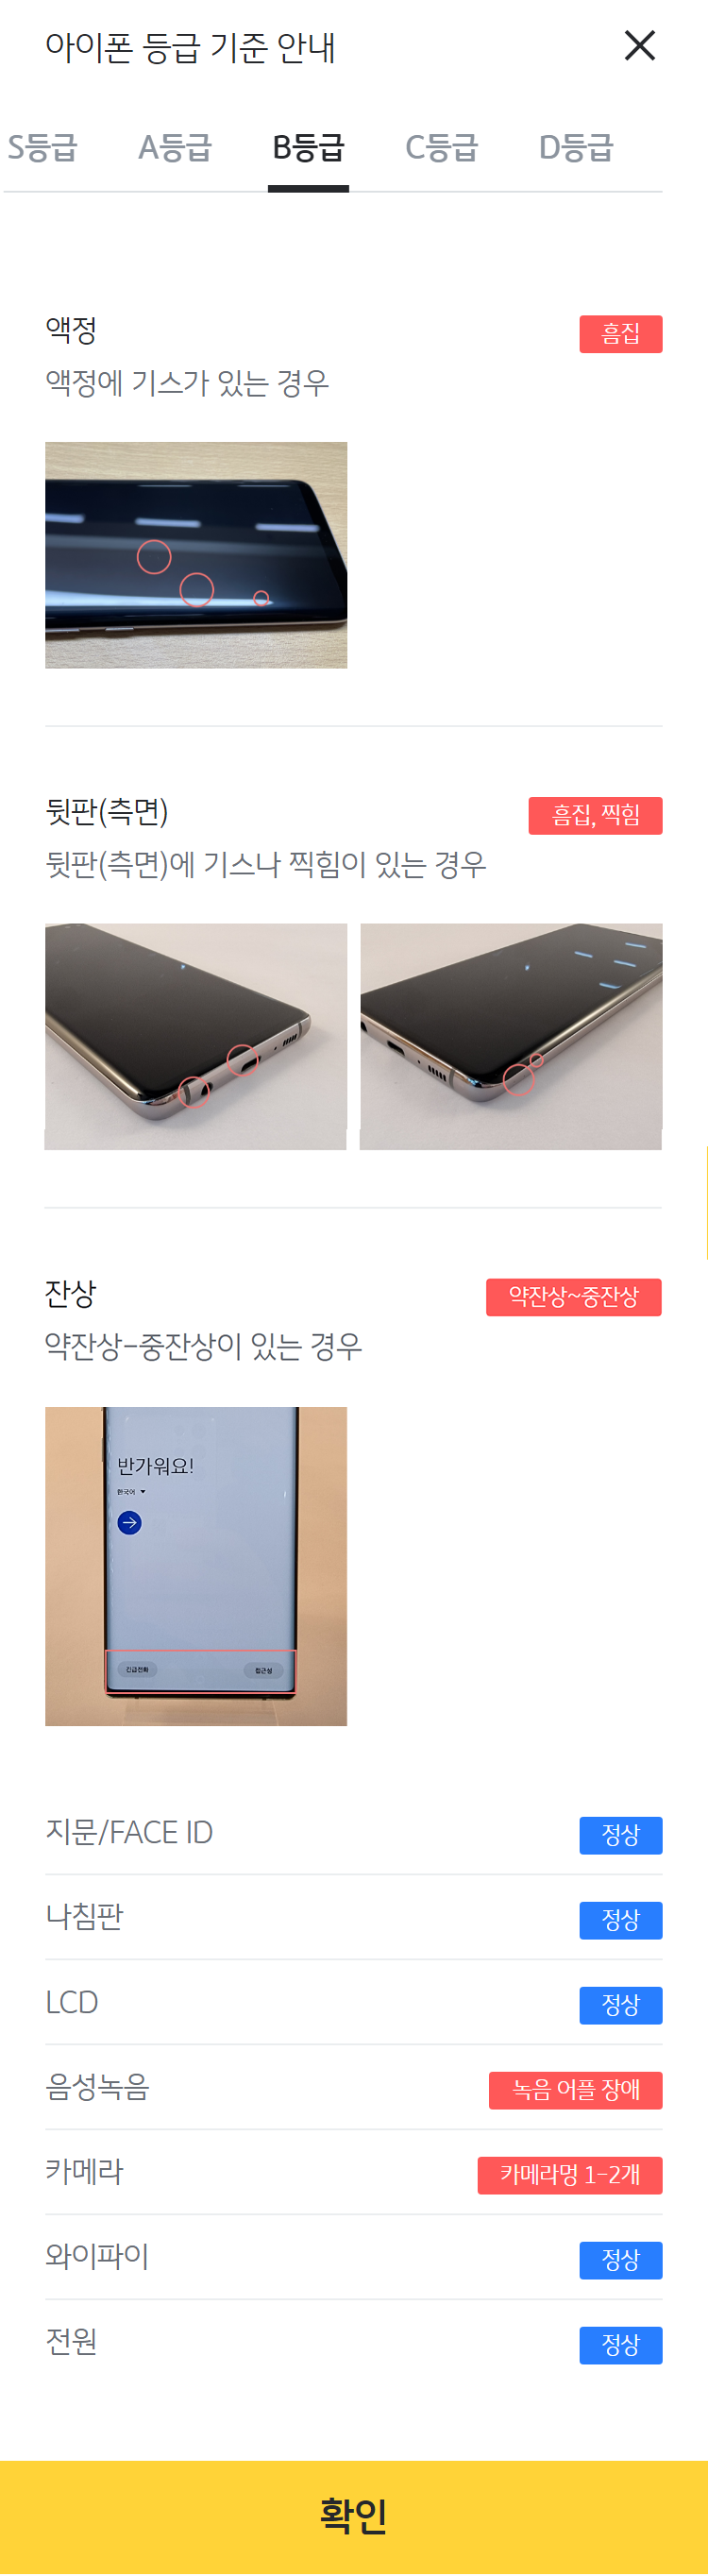 아이폰 등급 기준 안내
S등급 A등급 B등급 C등급 D등급
액정 흠집
액정에 기스가 있는 경우
뒷판(측면) 흠집, 찍힘
뒷판(측면)에 기스나 찍힘이 있는 경우
잔상 약잔상~중잔상
약잔상-중잔상이 있는 경우
반가워요!
한국어
긴급전화 접근성
지문/FACE ID 정상
나침판 정상
LCD 정상
음성녹음 녹음 어플 장애
카메라 카메라멍 1-2개
와이파이 정상
전원 정상
확인